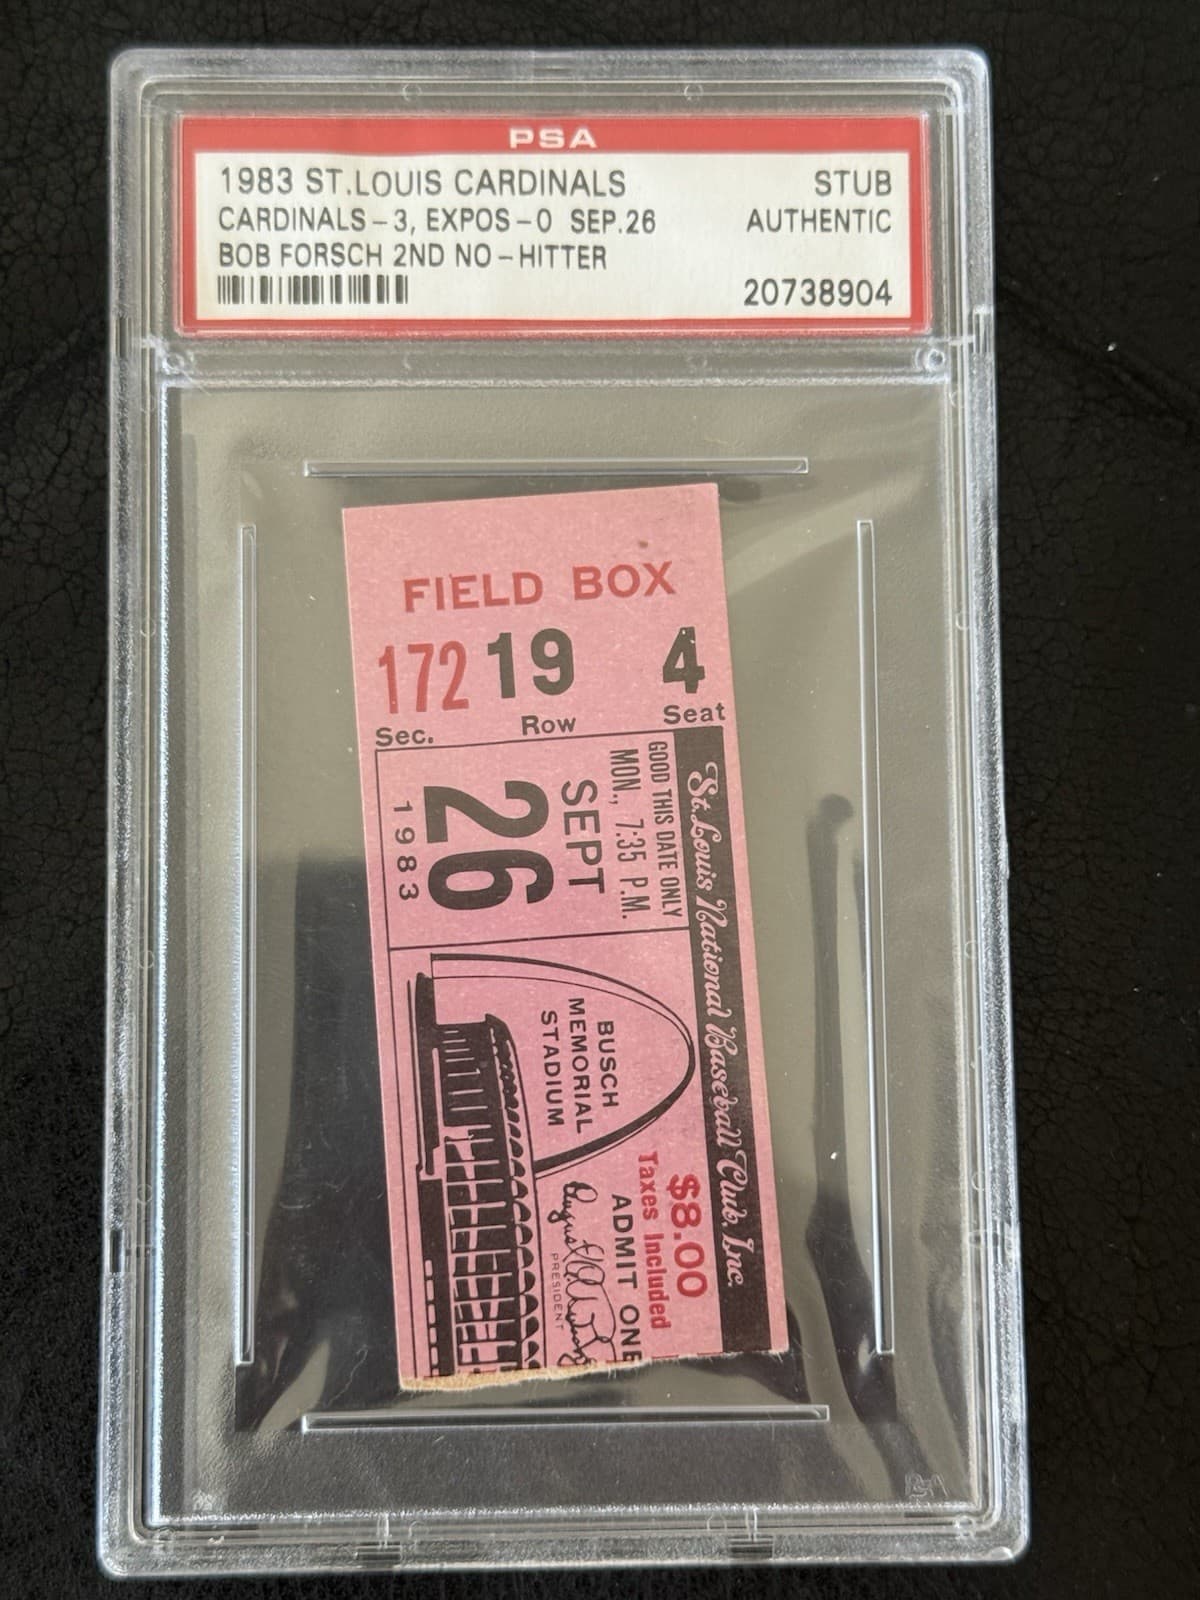 PSA
1983 ST.LOUIS CARDINALS STUB
CARDINALS-3, EXPOS-0 SEP.26 AUTHENTIC
BOB FORSCH 2ND NO-HITTER
20738904
FIELD BOX
172 19 4
Sec. Row Seat
St. Louis National Baseball Club, Inc.
GOOD THIS DATE ONLY
MON., 7:35 P.M.
SEPT
26
1983
BUSCH
MEMORIAL
STADIUM
$8.00
Taxes Included
ADMIT ONE
PRESIDENT